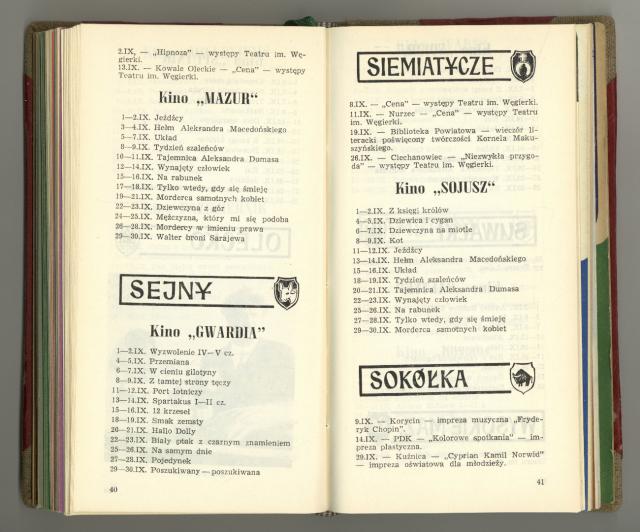 2.IX. — „Hipnoza" — występy Teatru im. Wę-
gierki.
13.IX. — Kowale Oleckie — „Cena" — występy
Teatru im. Węgierki.
Kino „MAZUR"
1—2.IX. Jeźdźcy
3—4.IX. Hełm Aleksandra Macedońskiego
5—7.IX. Układ
8—9.IX. Tydzień szaleńców
10—11.IX. Tajemnica Aleksandra Dumasa
12—14.IX. Wynajęty człowiek
15—16.IX. Na rabunek
17—18.IX. Tylko wtedy, gdy się śmieję
19—21.IX. Morderca samotnych kobiet
22—23.IX. Dziewczyna z gór
24—25.IX. Mężczyzna, który mi się podoba
26—28.IX. Mordercy w imieniu prawa
29—30.IX. Walter broni Sarajewa
SEJNY
Kino „GWARDIA"
1—2.IX. Wyzwolenie IV—V cz.
4—5.IX. Przemiana
6—7.IX. W cieniu gilotyny
8—9.IX. Z tamtej strony tęczy
11—12.IX. Port lotniczy
13—14.IX. Spartakus I—II cz.
15—16.IX. 12 krzeseł
18—19.IX. Smak zemsty
20—21.IX. Hallo Dolly
22—23.IX. Biały ptak z czarnym znamieniem
25—26.IX. Na samym dnie
27—28.IX. Pojedynek
29—30.IX. Poszukiwany — poszukiwana
40
SIEMIATYCZE
8.IX. — „Cena" — występy Teatru im. Węgierki.
11.IX. — Nurzec — „Cena" — występy Teatru
im. Węgierki.
19.IX. — Biblioteka Powiatowa — wieczór li-
teracki poświęcony twórczości Kornela Maku-
szyńskiego.
26.IX. — Ciechanowiec — „Niezwykła przygo-
da" — występy Teatru im. Węgierki.
Kino „SOJUSZ"
1—2.IX. Z księgi królów
4—5.IX. Dziewica i cygan
6—7.IX. Dziewczyna na miotle
8—9.IX. Kot
11—12.IX. Jeźdźcy
13—14.IX. Hełm Aleksandra Macedońskiego
15—16.IX. Układ
18—19.IX. Tydzień szaleńców
20—21.IX. Tajemnica Aleksandra Dumasa
22—23.IX. Wynajęty człowiek
25—26.IX. Na rabunek
27—28.IX. Tylko wtedy, gdy się śmieję
29—30.IX. Morderca samotnych kobiet
SOKÓŁKA
9.IX. — Korycin — impreza muzyczna „Fryde-
ryk Chopin".
14.IX. — PDK — „Kolorowe spotkania" — im-
preza plastyczna.
29.IX. — Kuźnica — „Cyprian Kamil Norwid"
— impreza oświatowa dla młodzieży.
41